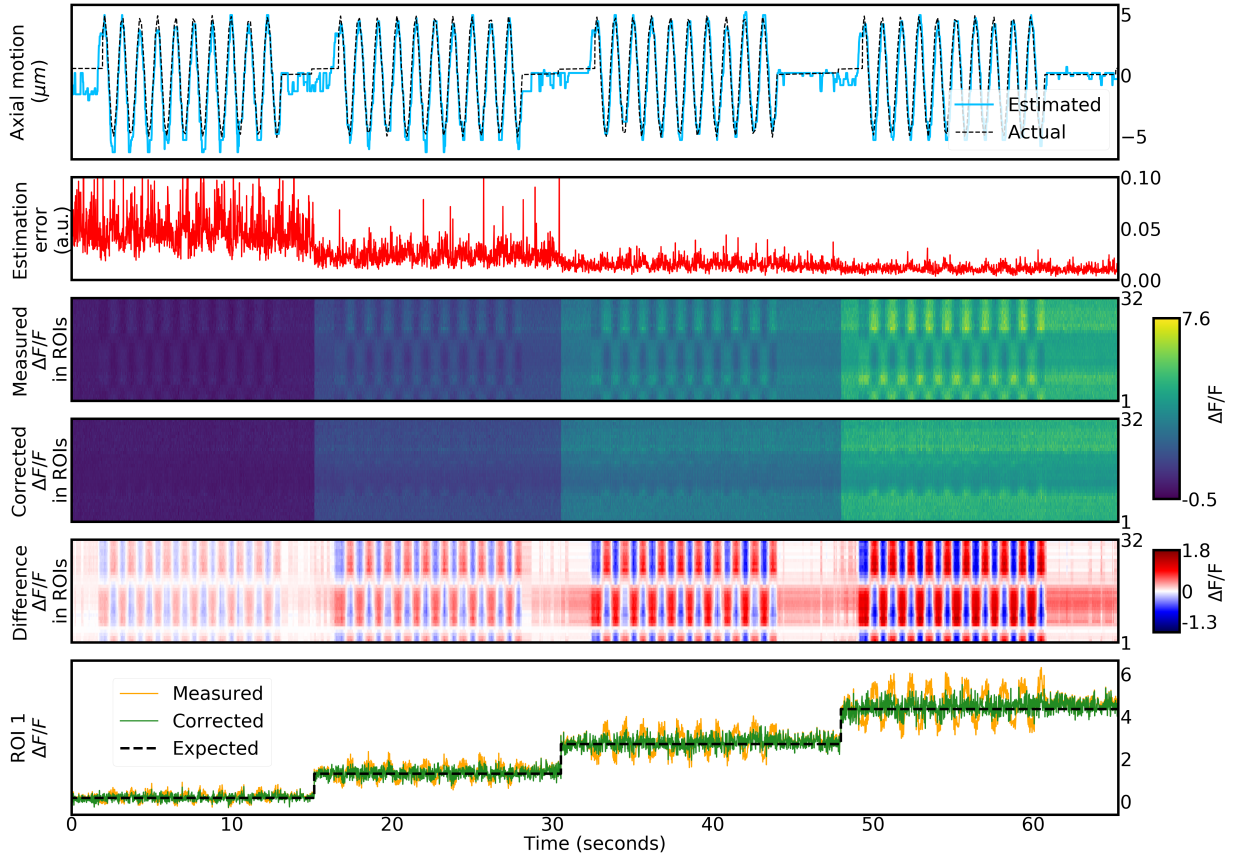 Axial motion
(μm)
5
0
−5
Estimated
Actual
Estimation
error
(a.u.)
0.10
0.05
0.00
Measured
ΔF/F
in ROIs
32
1
7.6
-0.5
ΔF/F
Corrected
ΔF/F
in ROIs
32
1
Difference
ΔF/F
in ROIs
32
1
1.8
0
-1.3
ΔF/F
ROI 1
ΔF/F
Measured
Corrected
Expected
6
4
2
0
0 10 20 30 40 50 60
Time (seconds)